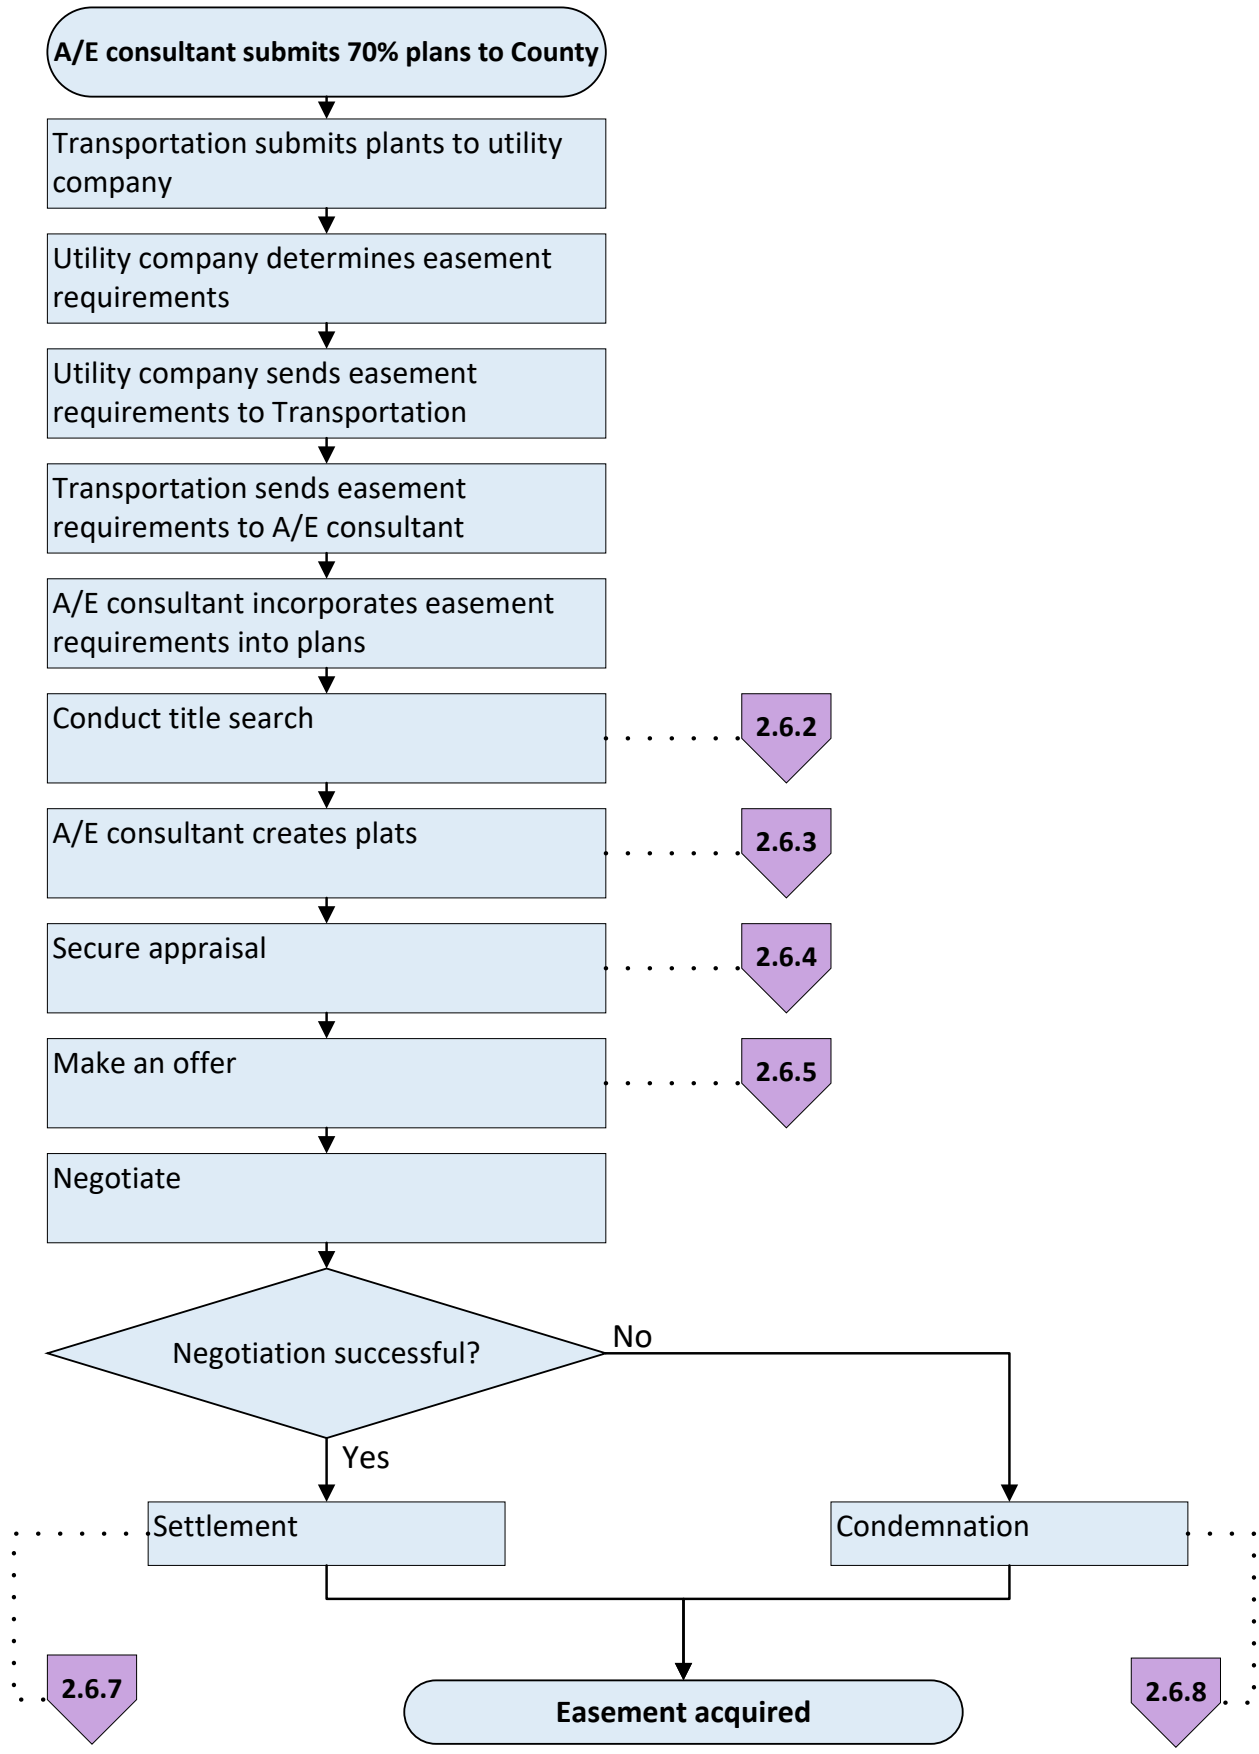 A/E consultant submits 70% plans to County
Transportation submits plants to utility
company
Utility company determines easement
requirements
Utility company sends easement
requirements to Transportation
Transportation sends easement
requirements to A/E consultant
A/E consultant incorporates easement
requirements into plans
Conduct title search
2.6.2
A/E consultant creates plats
2.6.3
Secure appraisal
2.6.4
Make an offer
2.6.5
Negotiate
Negotiation successful?
No
Yes
Settlement
Condemnation
2.6.7
Easement acquired
2.6.8